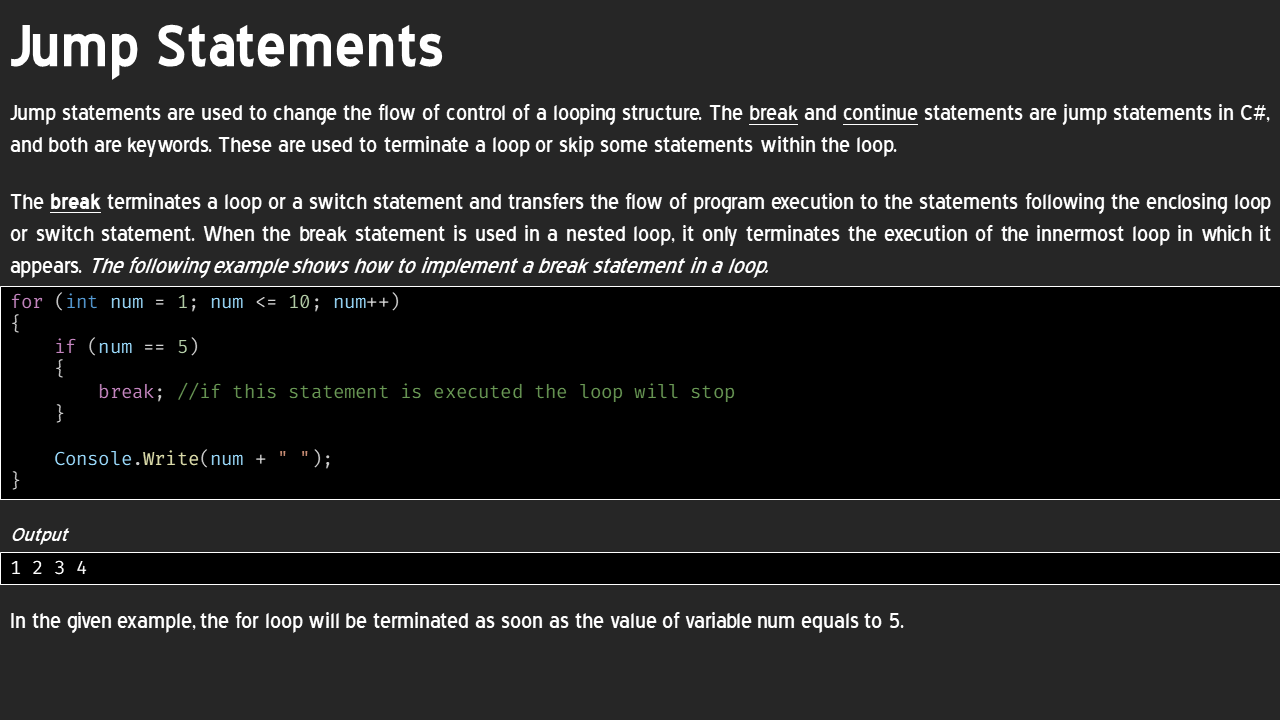 Jump Statements
Jump statements are used to change the flow of control of a looping structure. The break and continue statements are jump statements in C#,
and both are keywords. These are used to terminate a loop or skip some statements within the loop.
The break terminates a loop or a switch statement and transfers the flow of program execution to the statements following the enclosing loop
or switch statement. When the break statement is used in a nested loop, it only terminates the execution of the innermost loop in which it
appears. The following example shows how to implement a break statement in a loop.
for (int num = 1; num <= 10; num++)
{
    if (num == 5)
    {
        break; //if this statement is executed the loop will stop
    }
    Console.Write(num + " ");
}
Output
1 2 3 4
In the given example, the for loop will be terminated as soon as the value of variable num equals to 5.